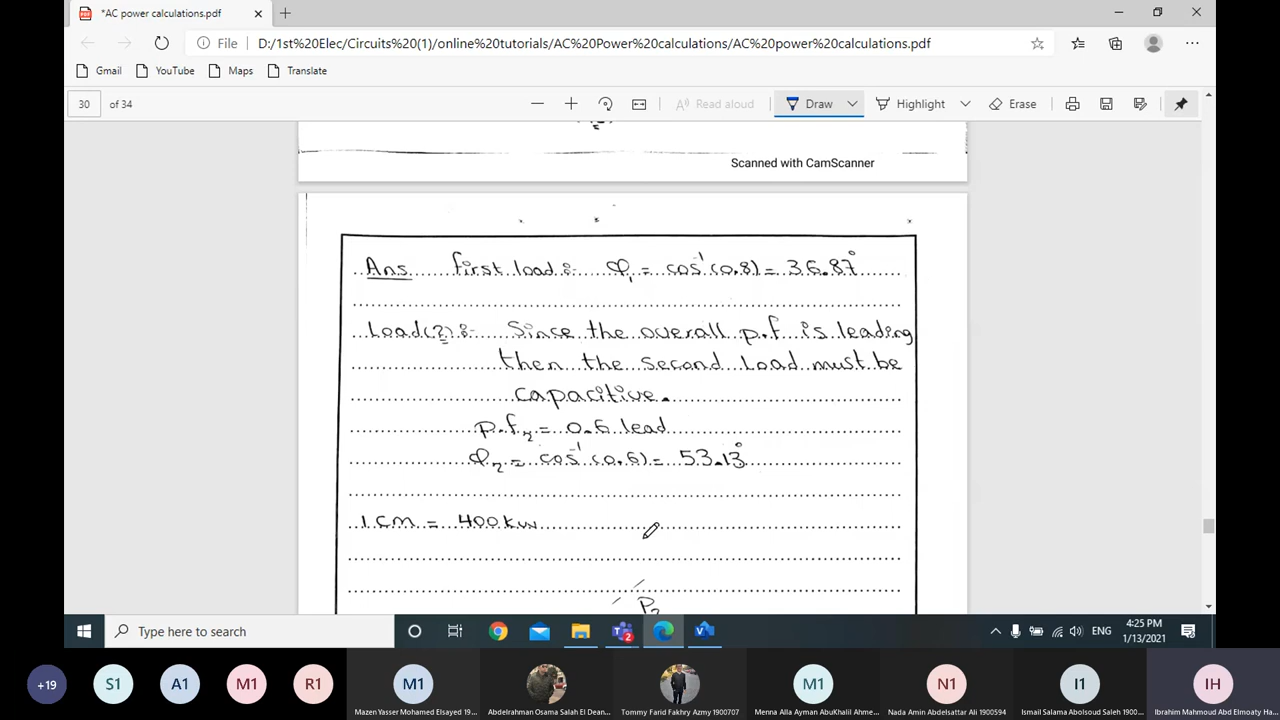 *AC power calculations.pdf
File
D:/1st%20Elec/Circuits%20(1)/online%20tutorials/AC%20Power%20calculations/AC%20power%20calculations.pdf
Gmail YouTube Maps Translate
30 of 34
Read aloud Draw Highlight Erase
Scanned with CamScanner
Ans first load :- φ₁ = cos⁻¹(0.8) = 36.87°
Load(2) :- Since the overall p.f is leading
then the second Load must be
capacitive.
p.f₂ = 0.6 lead
φ₂ = cos⁻¹(0.6) = 53.13°
1 cm = 400 kw
P₂
Type here to search
2
ENG
4:25 PM
1/13/2021
+19 S1 A1 M1 R1 M1 M1 N1 I1 IH
Mazen Yasser Mohamed Elsayed 19...
Abdelrahman Osama Salah El Dean...
Tommy Farid Fakhry Azmy 1900707
Menna Alla Ayman AbuKhalil Ahme...
Nada Amin Abdelsattar Ali 1900594
Ismail Salama Abolsoud Saleh 1900...
Ibrahim Mahmoud Abd Elmoaty Ha...